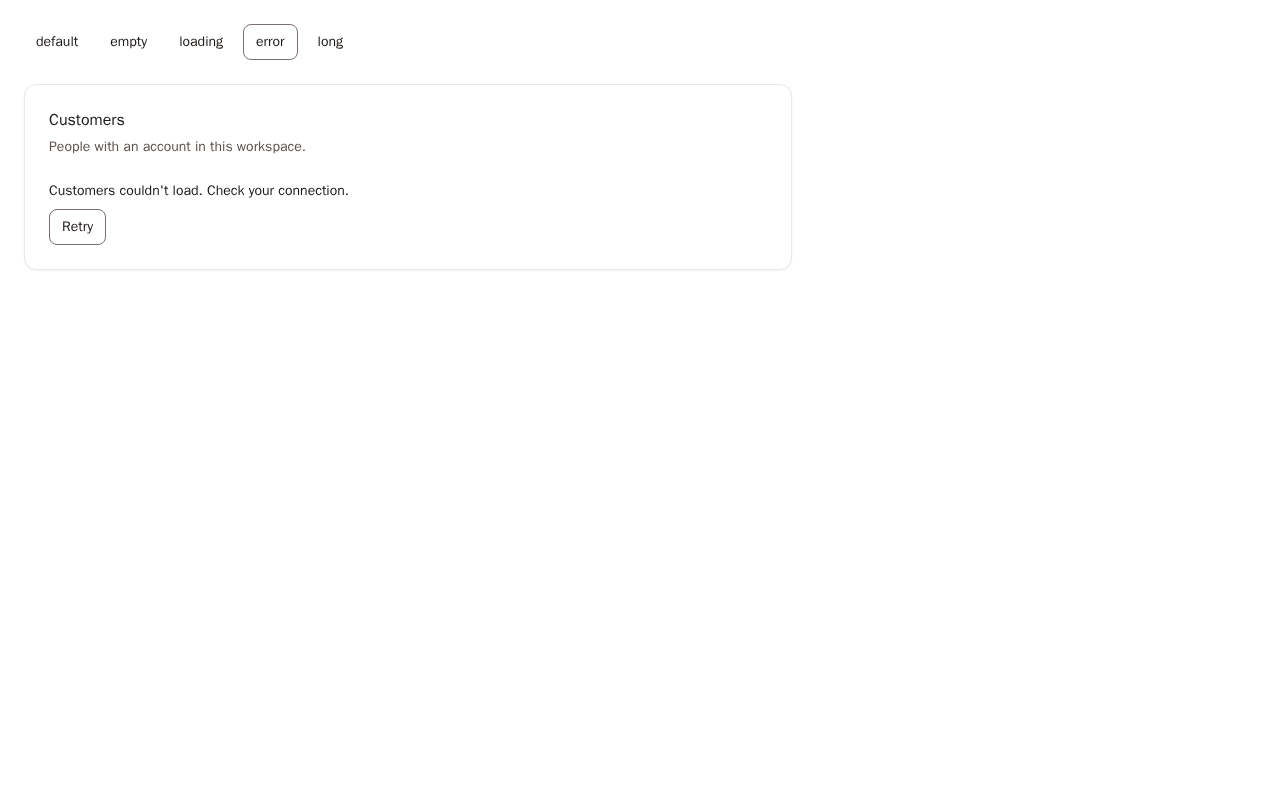 default empty loading error long
Customers
People with an account in this workspace.
Customers couldn't load. Check your connection.
Retry